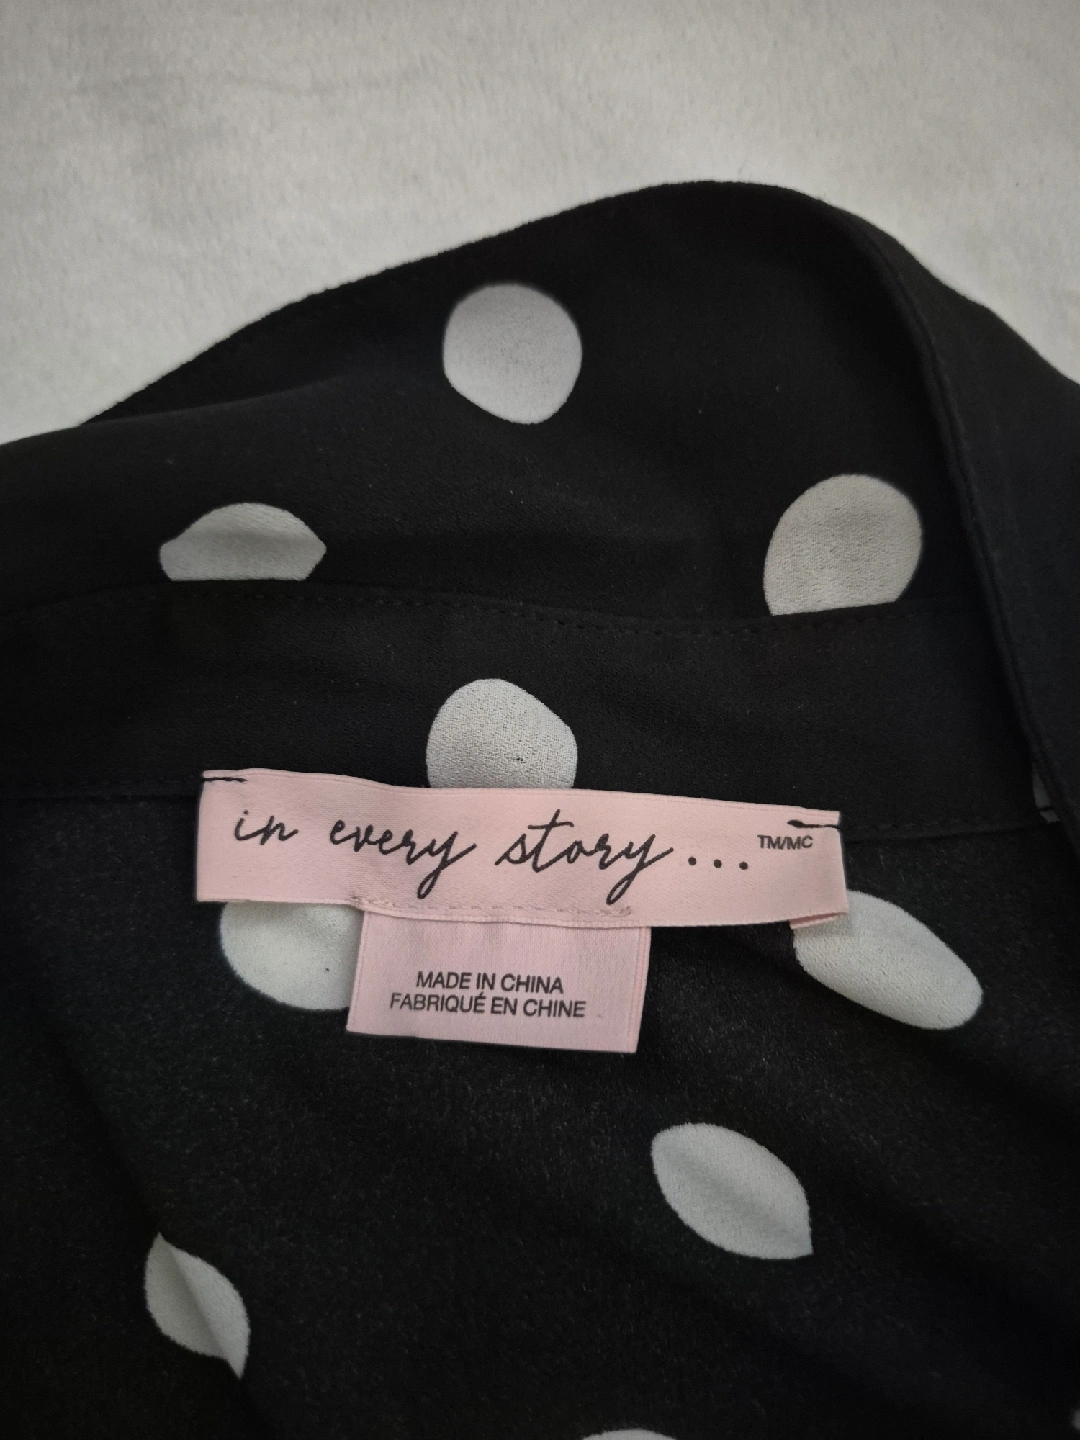 in every story... TM/MC
MADE IN CHINA
FABRIQUÉ EN CHINE